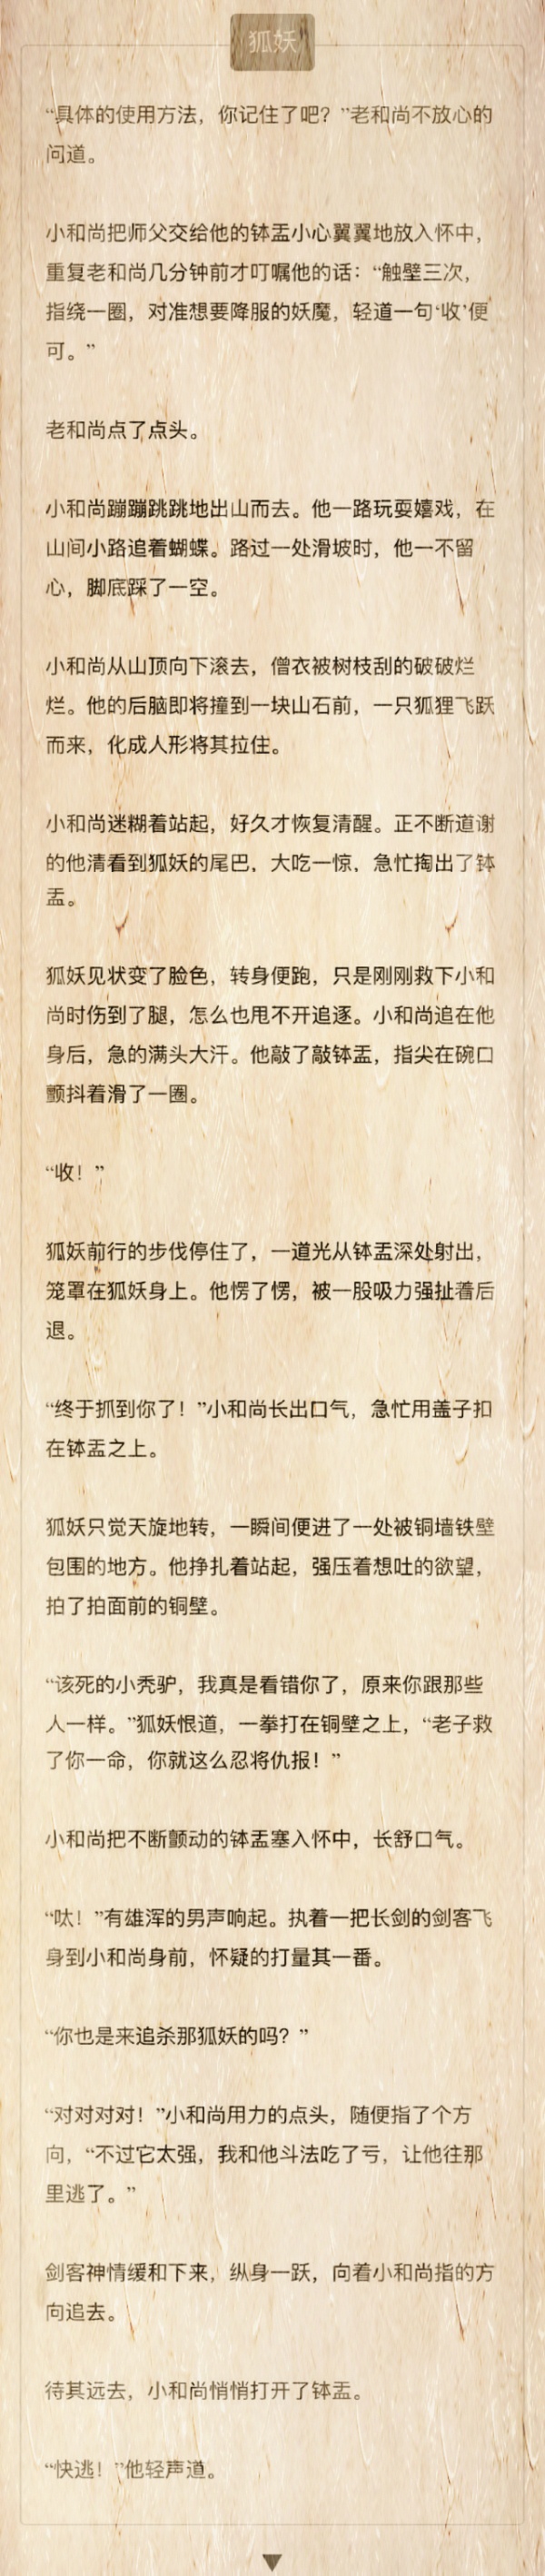 狐妖
“具体的使用方法，你记住了吧？”老和尚不放心的
问道。
小和尚把师父交给他的钵盂小心翼翼地放入怀中，
重复老和尚几分钟前才叮嘱他的话：“触壁三次，
指绕一圈，对准想要降服的妖魔，轻道一句‘收’便
可。”
老和尚点了点头。
小和尚蹦蹦跳跳地出山而去。他一路玩耍嬉戏，在
山间小路追着蝴蝶。路过一处滑坡时，他一不留
心，脚底踩了一空。
小和尚从山顶向下滚去，僧衣被树枝刮的破破烂
烂。他的后脑即将撞到一块山石前，一只狐狸飞跃
而来，化成人形将其拉住。
小和尚迷糊着站起，好久才恢复清醒。正不断道谢
的他清看到狐妖的尾巴，大吃一惊，急忙掏出了钵
盂。
狐妖见状变了脸色，转身便跑，只是刚刚救下小和
尚时伤到了腿，怎么也甩不开追逐。小和尚追在他
身后，急的满头大汗。他敲了敲钵盂，指尖在碗口
颤抖着滑了一圈。
“收！”
狐妖前行的步伐停住了，一道光从钵盂深处射出，
笼罩在狐妖身上。他愣了愣，被一股吸力强扯着后
退。
“终于抓到你了！”小和尚长出口气，急忙用盖子扣
在钵盂之上。
狐妖只觉天旋地转，一瞬间便进了一处被铜墙铁壁
包围的地方。他挣扎着站起，强压着想吐的欲望，
拍了拍面前的铜壁。
“该死的小秃驴，我真是看错你了，原来你跟那些
人一样。”狐妖恨道，一拳打在铜壁之上，“老子救
了你一命，你就这么忍将仇报！”
小和尚把不断颤动的钵盂塞入怀中，长舒口气。
“呔！”有雄浑的男声响起。执着一把长剑的剑客飞
身到小和尚身前，怀疑的打量其一番。
“你也是来追杀那狐妖的吗？”
“对对对对！”小和尚用力的点头，随便指了个方
向，“不过它太强，我和他斗法吃了亏，让他往那
里逃了。”
剑客神情缓和下来，纵身一跃，向着小和尚指的方
向追去。
待其远去，小和尚悄悄打开了钵盂。
“快逃！”他轻声道。